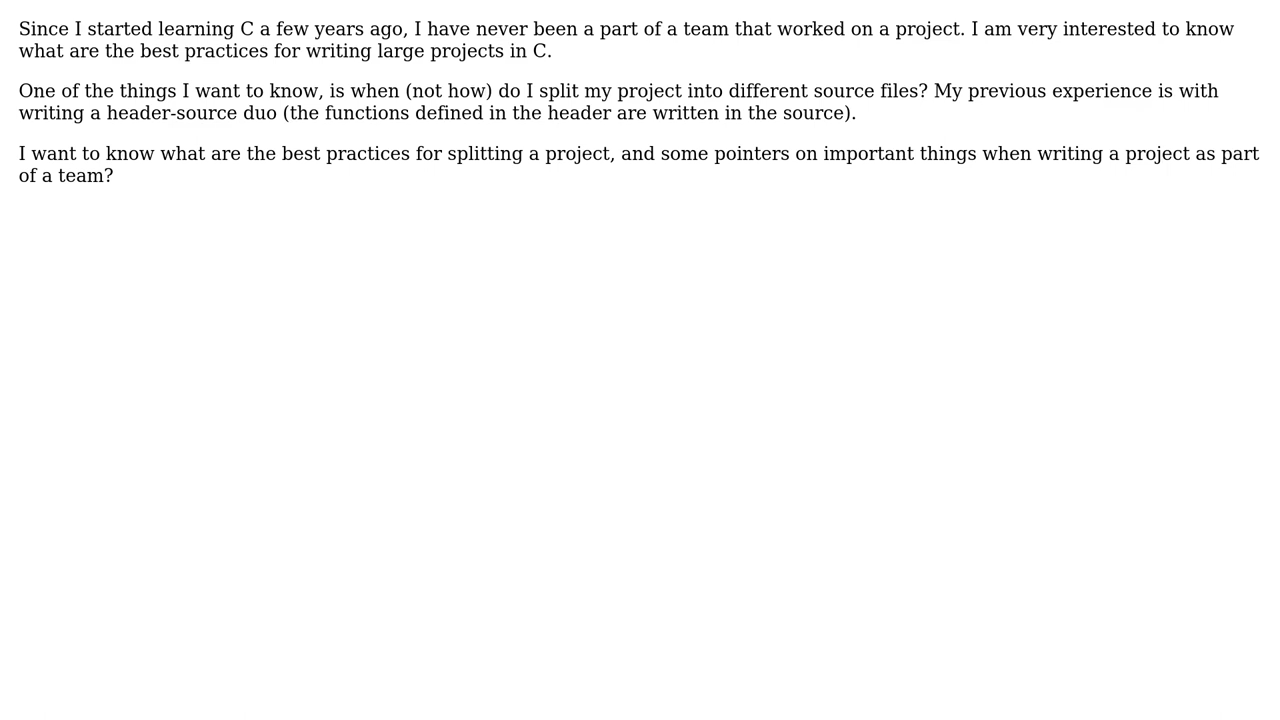 Since I started learning C a few years ago, I have never been a part of a team that worked on a project. I am very interested to know
what are the best practices for writing large projects in C.
One of the things I want to know, is when (not how) do I split my project into different source files? My previous experience is with
writing a header-source duo (the functions defined in the header are written in the source).
I want to know what are the best practices for splitting a project, and some pointers on important things when writing a project as part
of a team?